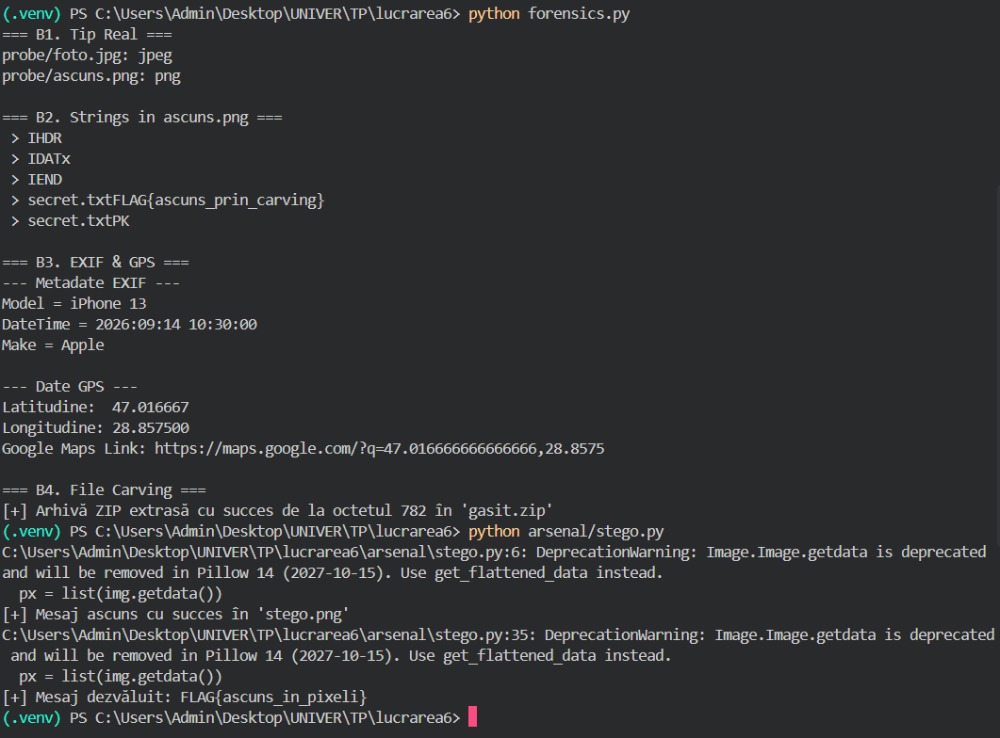 (.venv) PS C:\Users\Admin\Desktop\UNIVER\TP\lucrarea6> python forensics.py
=== B1. Tip Real ===
probe/foto.jpg: jpeg
probe/ascuns.png: png
=== B2. Strings in ascuns.png ===
> IHDR
> IDATx
> IEND
> secret.txtFLAG{ascuns_prin_carving}
> secret.txtPK
=== B3. EXIF & GPS ===
--- Metadate EXIF ---
Model = iPhone 13
DateTime = 2026:09:14 10:30:00
Make = Apple
--- Date GPS ---
Latitudine:  47.016667
Longitudine: 28.857500
Google Maps Link: https://maps.google.com/?q=47.016666666666666,28.8575
=== B4. File Carving ===
[+] Arhivă ZIP extrasă cu succes de la octetul 782 în 'gasit.zip'
(.venv) PS C:\Users\Admin\Desktop\UNIVER\TP\lucrarea6> python arsenal/stego.py
C:\Users\Admin\Desktop\UNIVER\TP\lucrarea6\arsenal\stego.py:6: DeprecationWarning: Image.Image.getdata is deprecated
and will be removed in Pillow 14 (2027-10-15). Use get_flattened_data instead.
  px = list(img.getdata())
[+] Mesaj ascuns cu succes în 'stego.png'
C:\Users\Admin\Desktop\UNIVER\TP\lucrarea6\arsenal\stego.py:35: DeprecationWarning: Image.Image.getdata is deprecated
 and will be removed in Pillow 14 (2027-10-15). Use get_flattened_data instead.
  px = list(img.getdata())
[+] Mesaj dezvăluit: FLAG{ascuns_in_pixeli}
(.venv) PS C:\Users\Admin\Desktop\UNIVER\TP\lucrarea6>